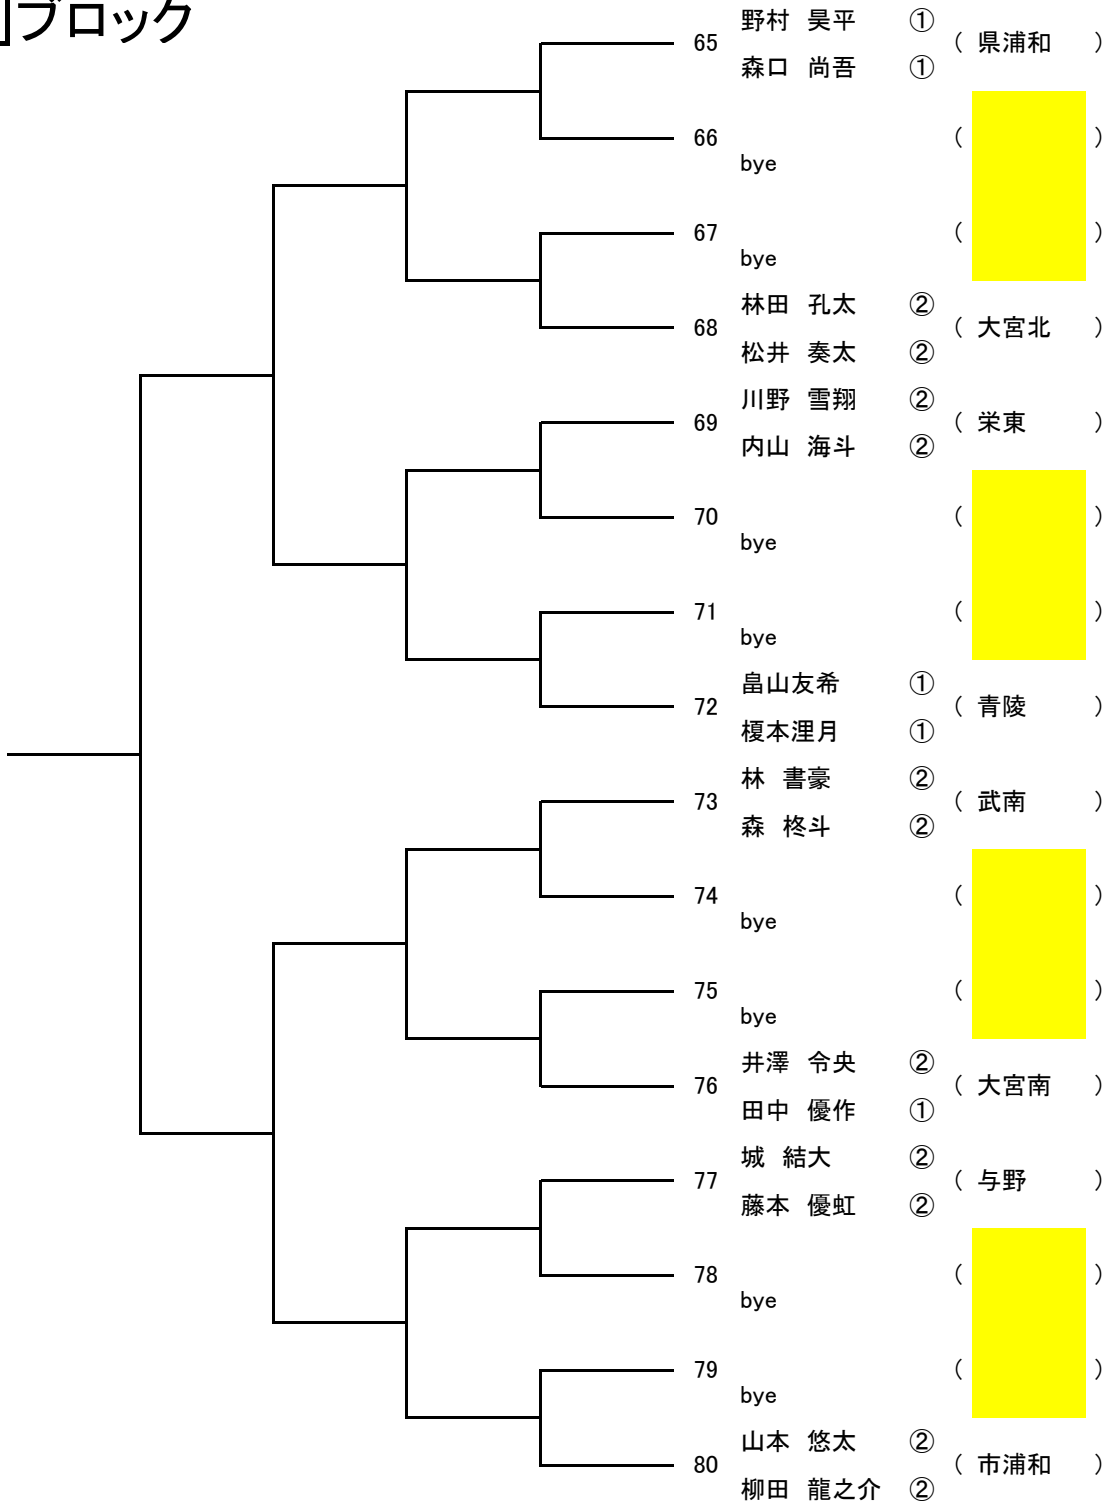 ブロック
野村 昊平 ①
65 ( 県浦和 )
森口 尚吾 ①
66 ( )
bye
67 ( )
bye
林田 孔太 ②
68 ( 大宮北 )
松井 奏太 ②
川野 雪翔 ②
69 ( 栄東 )
内山 海斗 ②
70 ( )
bye
71 ( )
bye
畠山友希 ①
72 ( 青陵 )
榎本浬月 ①
林 書豪 ②
73 ( 武南 )
森 柊斗 ②
74 ( )
bye
75 ( )
bye
井澤 令央 ②
76 ( 大宮南 )
田中 優作 ①
城 結大 ②
77 ( 与野 )
藤本 優虹 ②
78 ( )
bye
79 ( )
bye
山本 悠太 ②
80 ( 市浦和 )
柳田 龍之介 ②